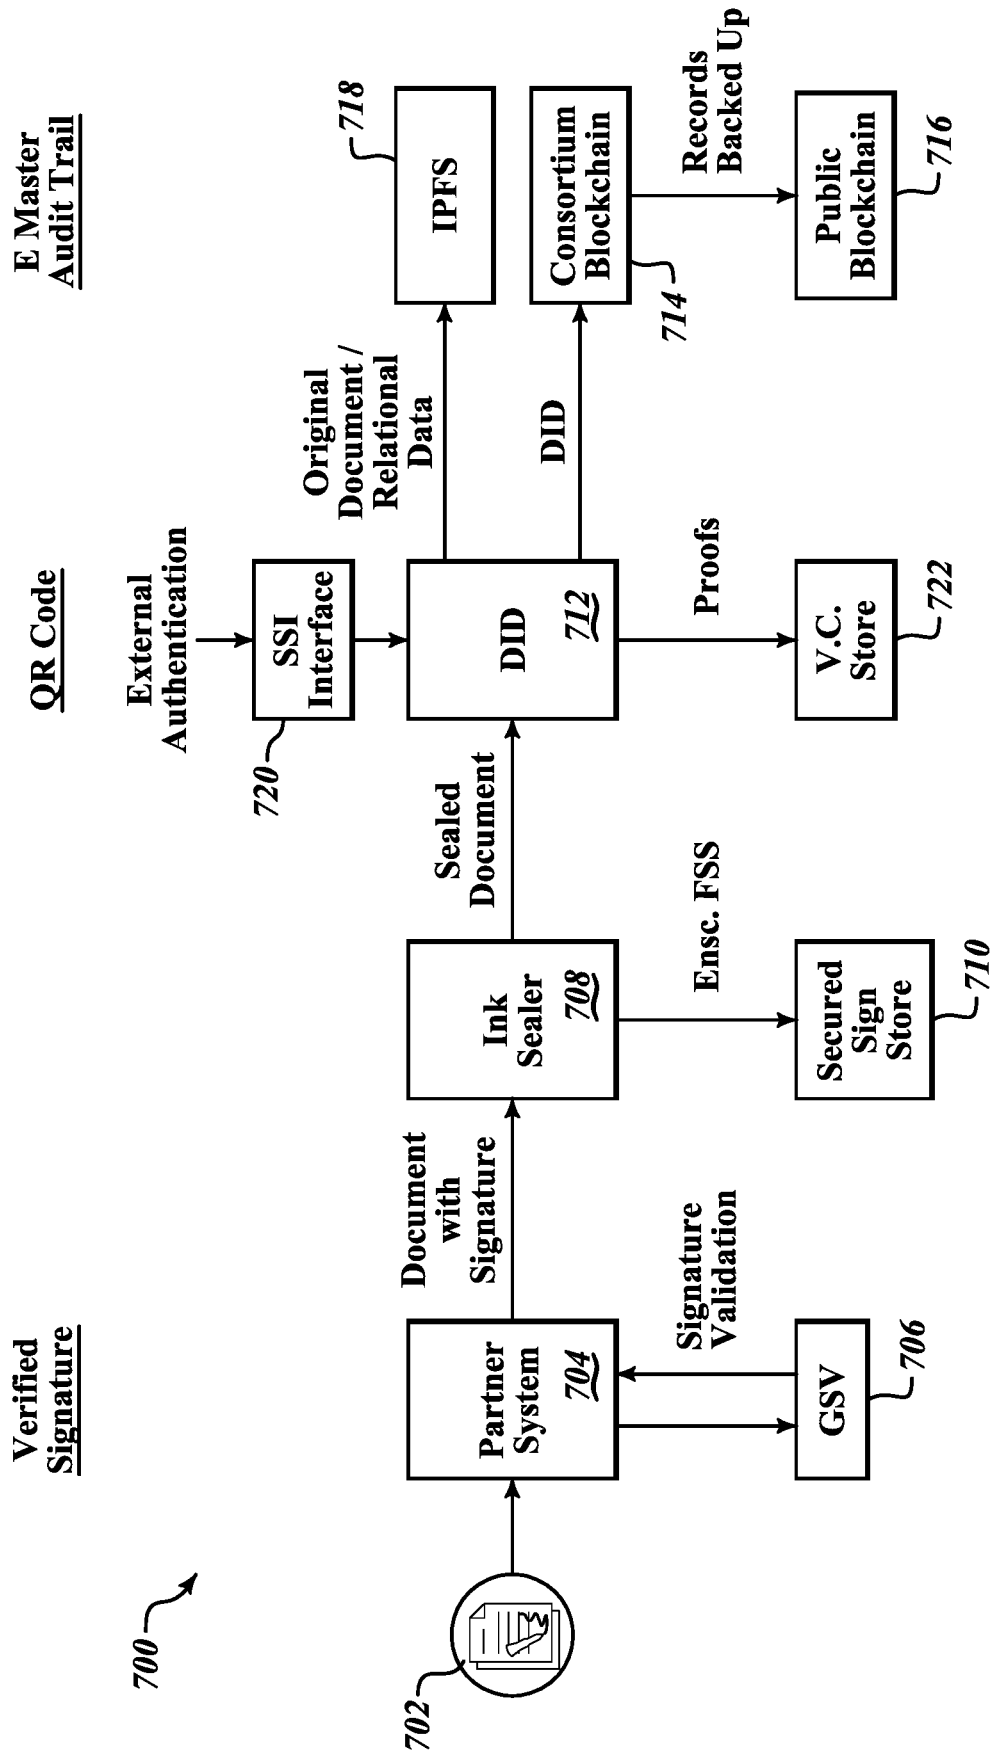 Verified
Signature
QR Code
E Master
Audit Trail
700
702
Partner
System
704
Signature
Validation
GSV
706
Document
with
Signature
Ink
Sealer
708
Ensc. FSS
Secured
Sign
Store
710
Sealed
Document
External
Authentication
SSI
Interface
720
DID
712
Proofs
V.C.
Store
722
Original
Document /
Relational
Data
IPFS
718
DID
Consortium
Blockchain
714
Records
Backed Up
Public
Blockchain
716